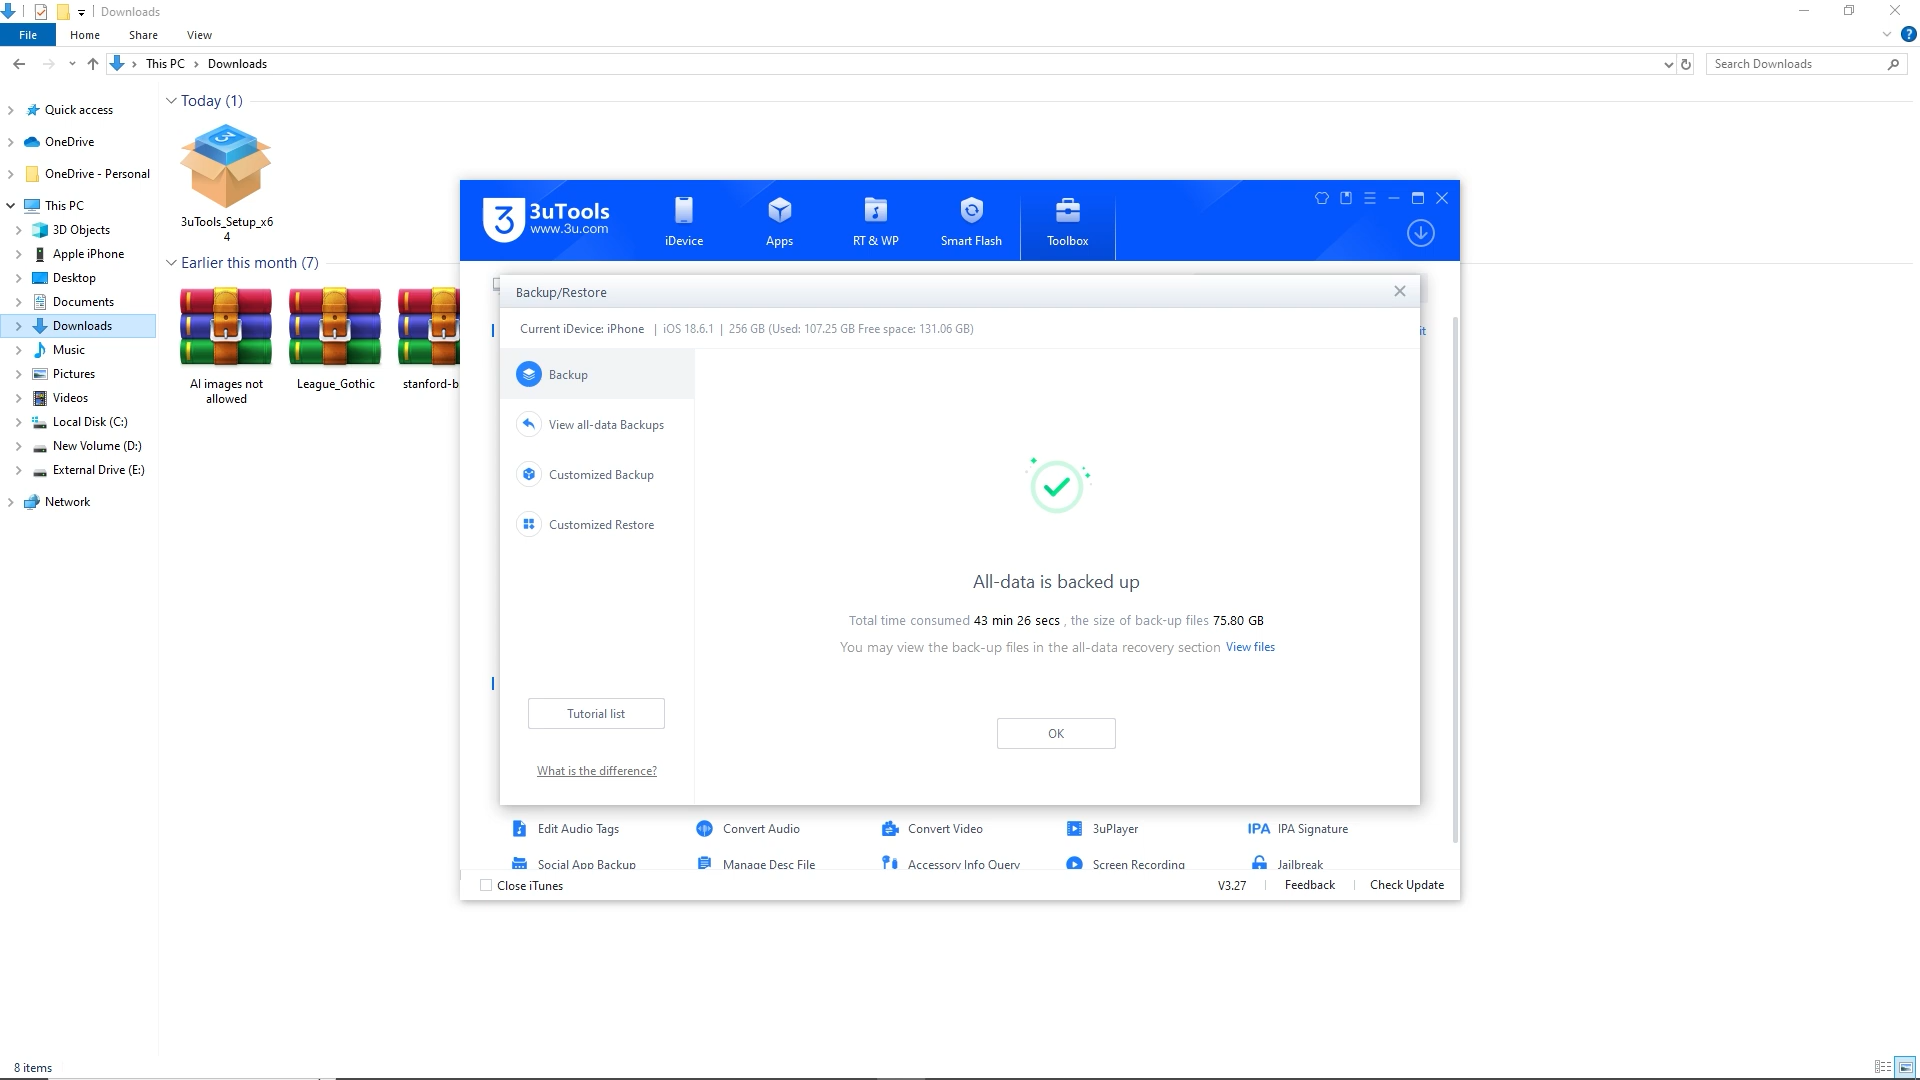 Downloads
File
Home
Share
View
This PC
Downloads
Search Downloads
Quick access
OneDrive
OneDrive - Personal
This PC
3D Objects
Apple iPhone
Desktop
Documents
Downloads
Music
Pictures
Videos
Local Disk (C:)
New Volume (D:)
External Drive (E:)
Network
Today (1)
3uTools_Setup_x6
4
Earlier this month (7)
AI images not
allowed
League_Gothic
stanford-b
3 3uTools
www.3u.com
iDevice
Apps
RT & WP
Smart Flash
Toolbox
Backup/Restore
Current iDevice: iPhone | iOS 18.6.1 | 256 GB (Used: 107.25 GB Free space: 131.06 GB)
it
Backup
View all-data Backups
Customized Backup
Customized Restore
Tutorial list
What is the difference?
All-data is backed up
Total time consumed 43 min 26 secs , the size of back-up files 75.80 GB
You may view the back-up files in the all-data recovery section View files
OK
Edit Audio Tags
Convert Audio
Convert Video
3uPlayer
IPA IPA Signature
Social App Backup
Manage Desc File
Accessory Info Query
Screen Recording
Jailbreak
Close iTunes
V3.27
Feedback
Check Update
8 items